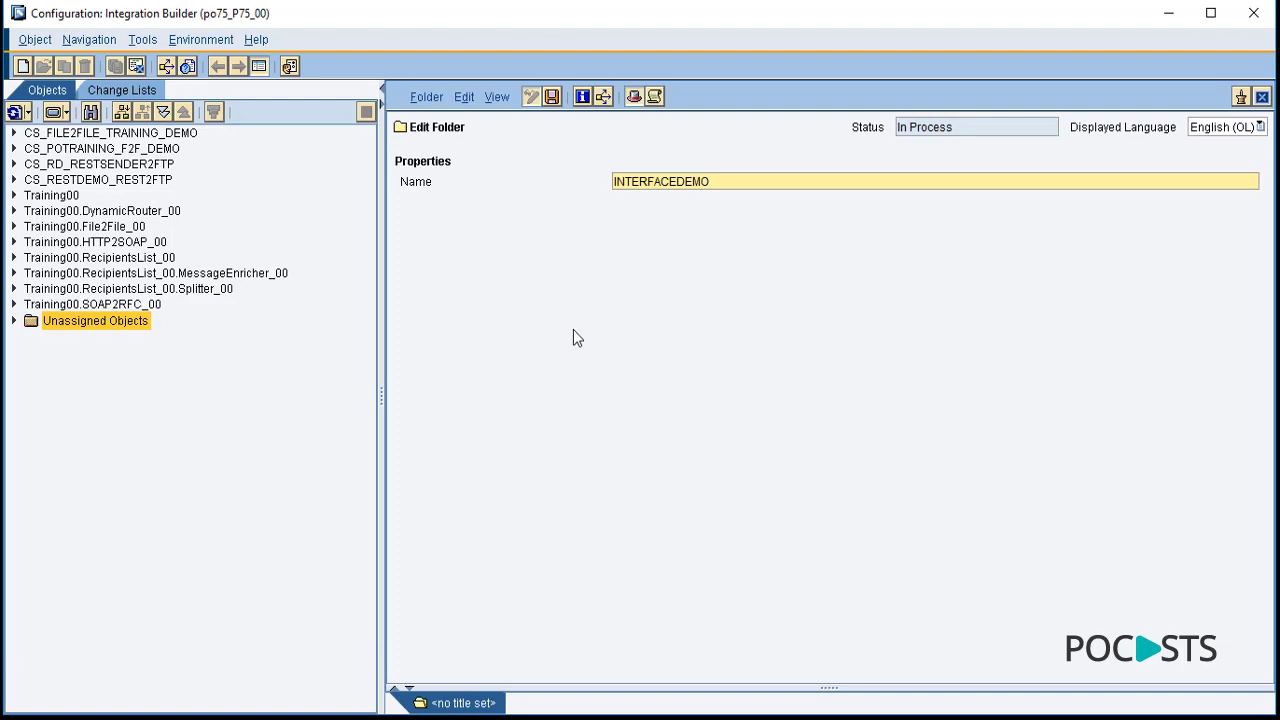 Configuration: Integration Builder (po75_P75_00)
Object Navigation Tools Environment Help
Objects Change Lists
CS_FILE2FILE_TRAINING_DEMO
CS_POTRAINING_F2F_DEMO
CS_RD_RESTSENDER2FTP
CS_RESTDEMO_REST2FTP
Training00
Training00.DynamicRouter_00
Training00.File2File_00
Training00.HTTP2SOAP_00
Training00.RecipientsList_00
Training00.RecipientsList_00.MessageEnricher_00
Training00.RecipientsList_00.Splitter_00
Training00.SOAP2RFC_00
Unassigned Objects
Folder Edit View
Edit Folder Status In Process Displayed Language English (OL)
Properties
Name INTERFACEDEMO
POCASTS
<no title set>